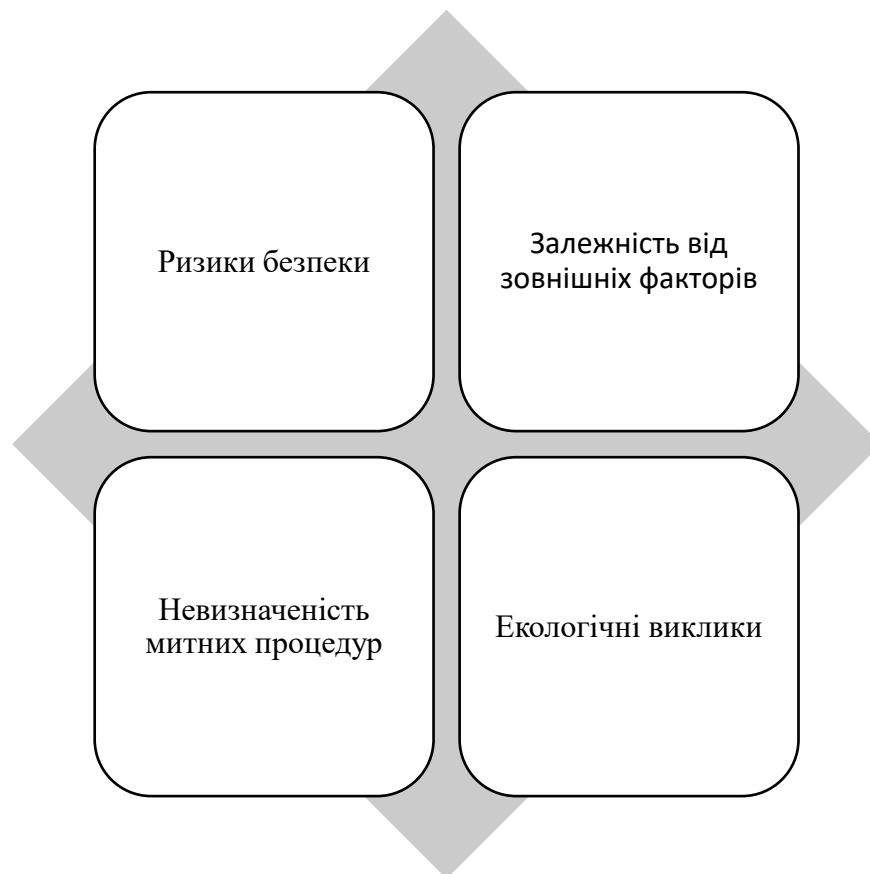 Ризики безпеки
Залежність від
зовнішніх факторів
Невизначеність
митних процедур
Екологічні виклики